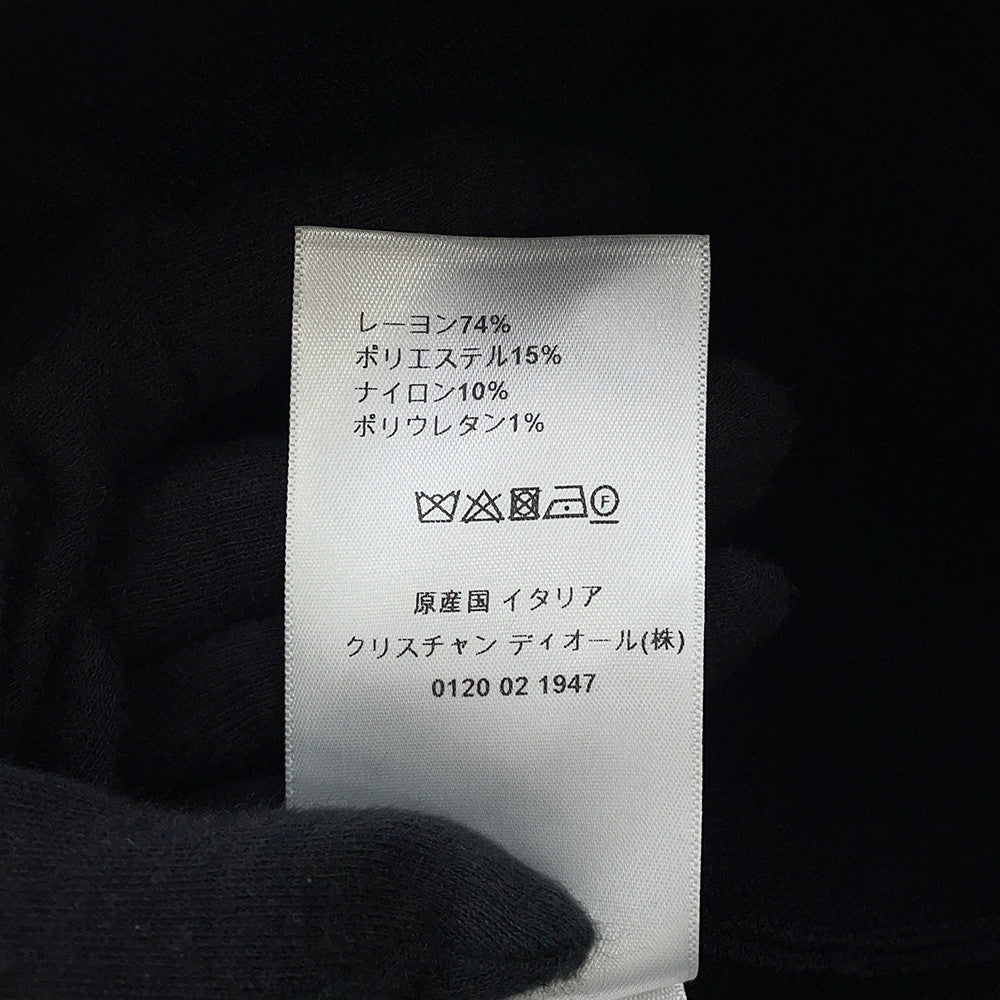 レーヨン74%
ポリエステル15%
ナイロン10%
ポリウレタン1%
F
原産国 イタリア
クリスチャン ディオール(株)
0120 02 1947